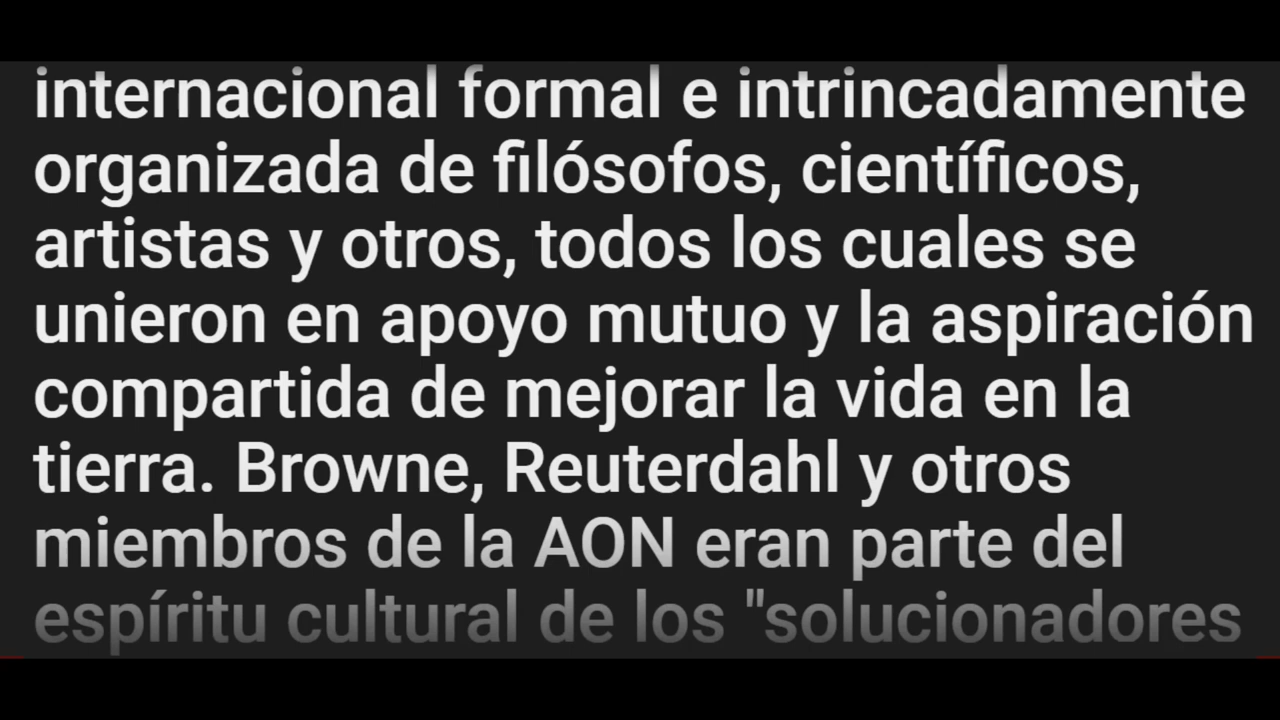 internacional formal e intrincadamente
organizada de filósofos, científicos,
artistas y otros, todos los cuales se
unieron en apoyo mutuo y la aspiración
compartida de mejorar la vida en la
tierra. Browne, Reuterdahl y otros
miembros de la AON eran parte del
espíritu cultural de los "solucionadores